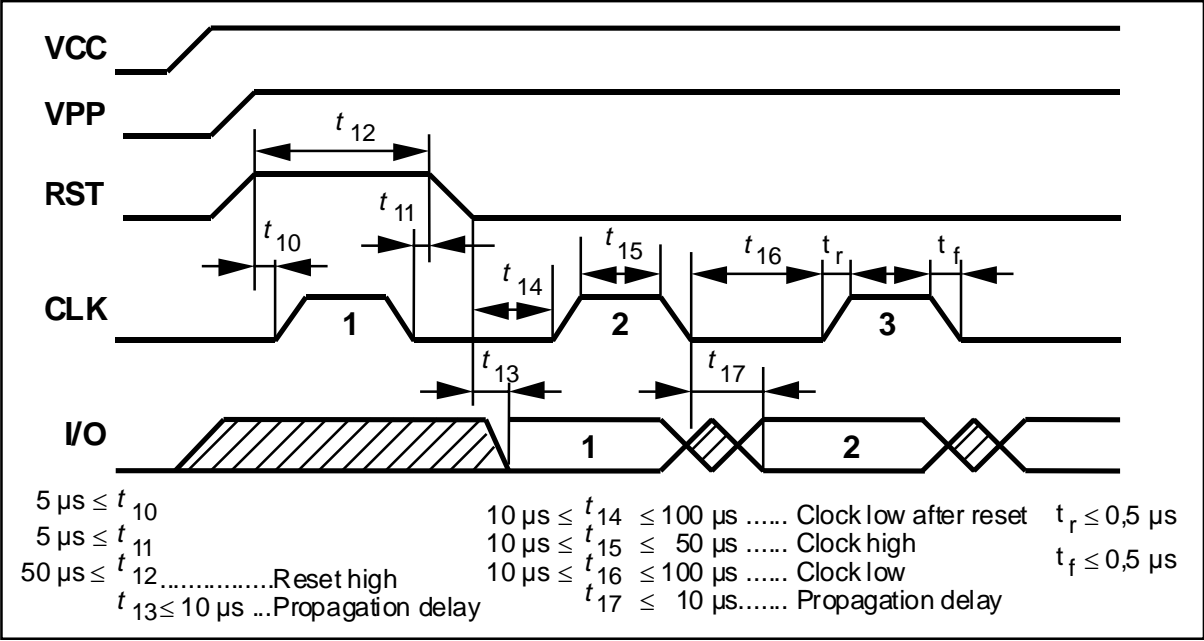 VCC
VPP
t 12
RST
t 11
t 10
t 15
t 16
t r
t f
t 14
CLK
1
2
3
t 13
t 17
I/O
1
2
5 µs ≤ t 10
5 µs ≤ t 11
50 µs ≤ t 12 ................Reset high
t 13 ≤ 10 µs ...Propagation delay
10 µs ≤ t 14 ≤ 100 µs ...... Clock low after reset
10 µs ≤ t 15 ≤ 50 µs ...... Clock high
10 µs ≤ t 16 ≤ 100 µs ...... Clock low
t 17 ≤ 10 µs....... Propagation delay
t r ≤ 0,5 µs
t f ≤ 0,5 µs